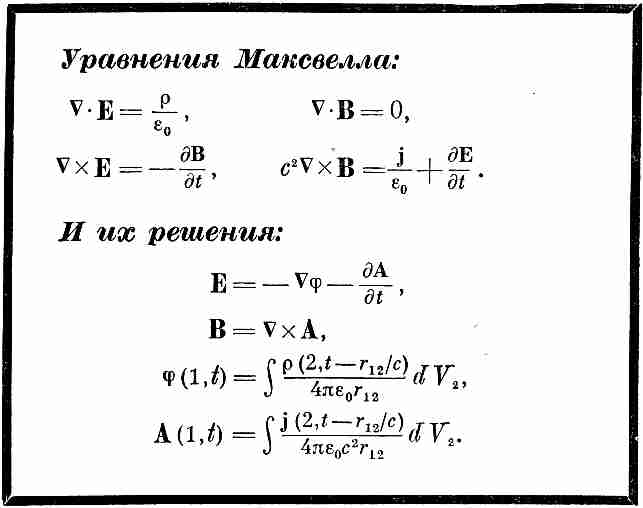 Уравнения Максвелла:
∇·E = ρ/ε₀, ∇·B = 0,
∇×E = −∂B/∂t, c²∇×B = j/ε₀ + ∂E/∂t.
И их решения:
E = −∇φ − ∂A/∂t,
B = ∇×A,
φ(1,t) = ∫ ρ(2,t−r₁₂/c)/4πε₀r₁₂ dV₂,
A(1,t) = ∫ j(2,t−r₁₂/c)/4πε₀c²r₁₂ dV₂.